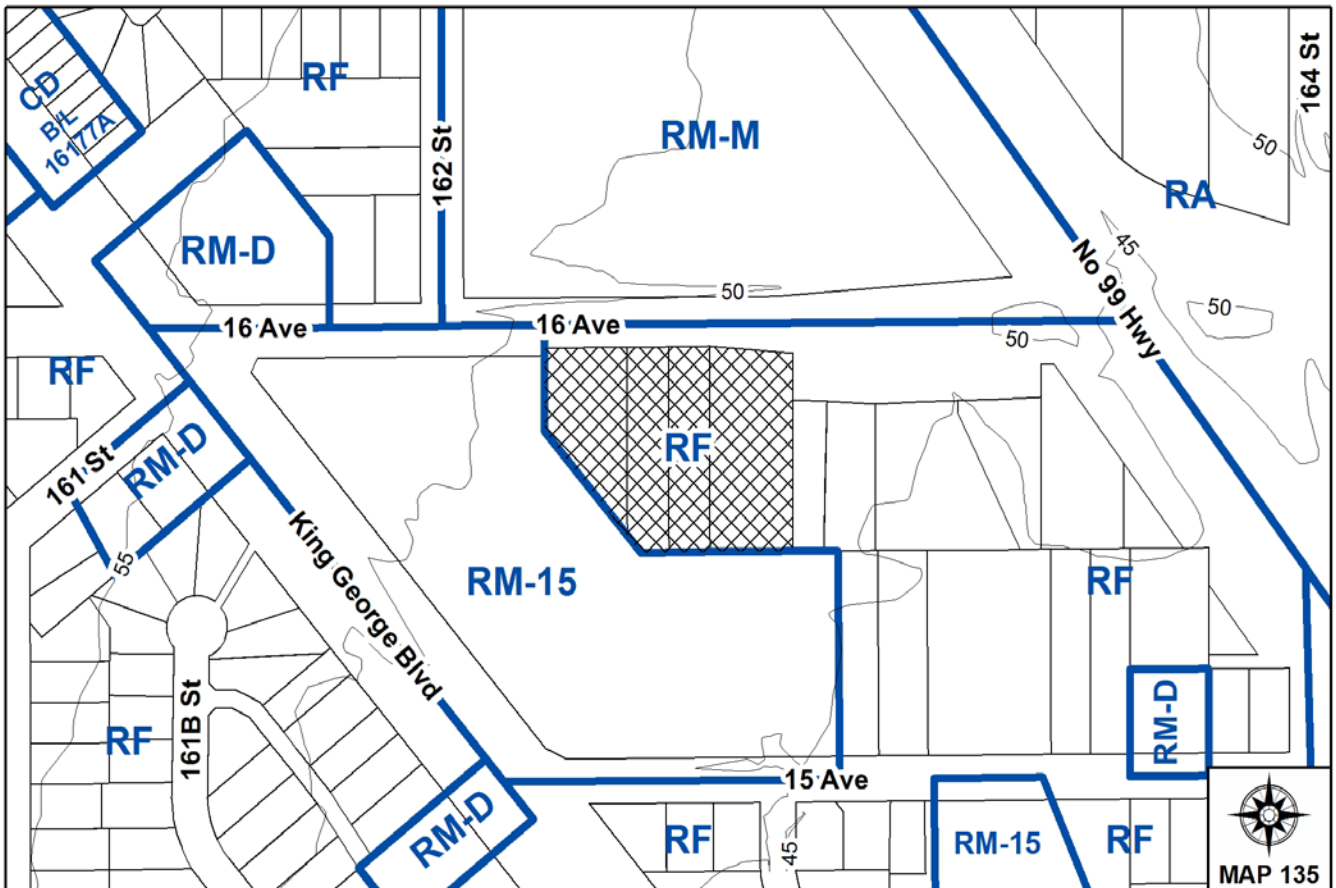 CD
B/L
16177A
RF
162 St
RM-M
164 St
50
RA
RM-D
45
No 99 Hwy
50
50
16 Ave
16 Ave
50
RF
RF
161 St
RM-D
King George Blvd
55
RM-15
RF
161B St
RF
RM-D
15 Ave
RM-D
RF
45
RM-15
RF
MAP 135